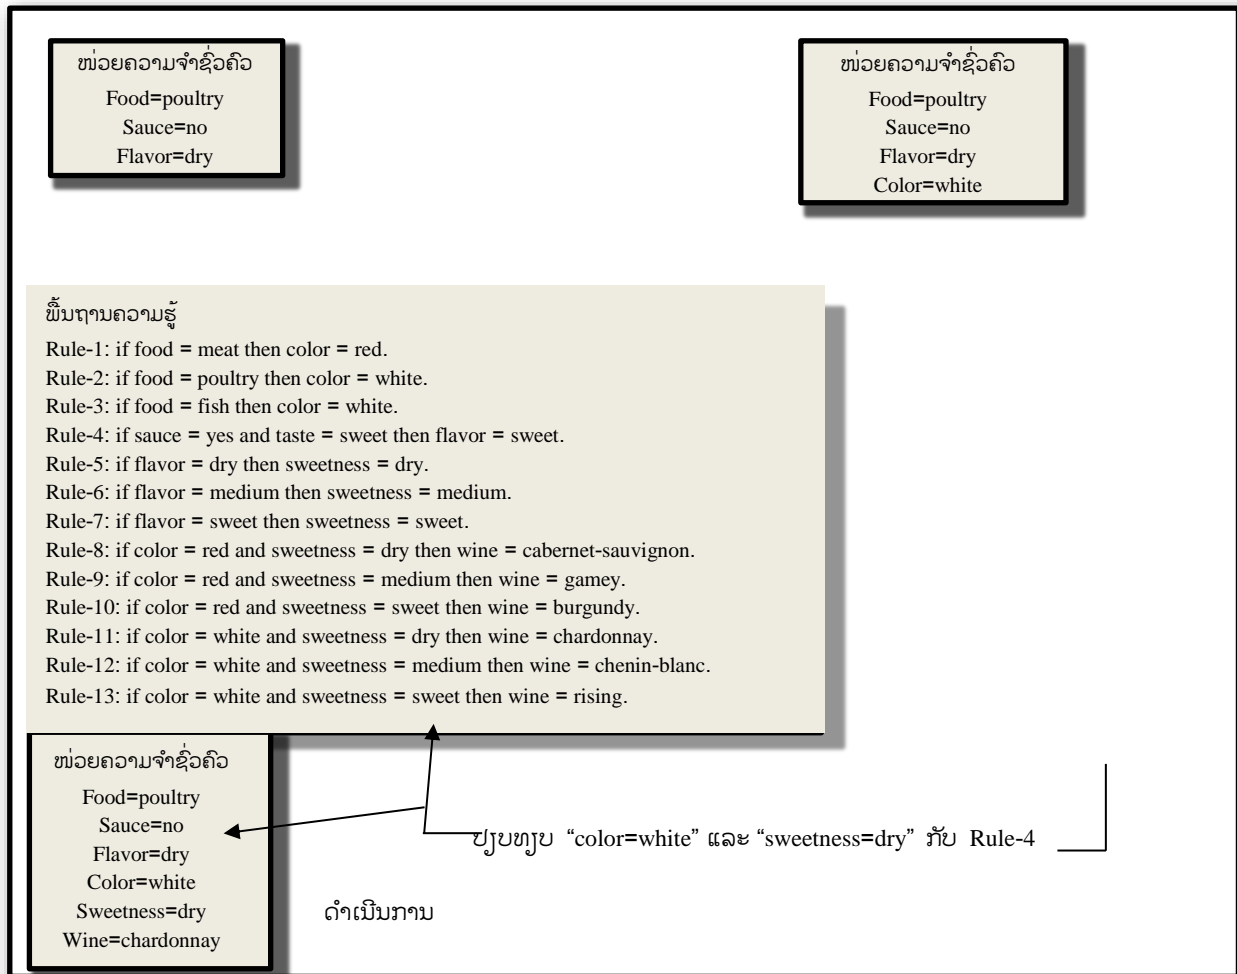 ໜ່ວຍຄວາມຈຳຊົ່ວຄົວ
Food=poultry
Sauce=no
Flavor=dry
ໜ່ວຍຄວາມຈຳຊົ່ວຄົວ
Food=poultry
Sauce=no
Flavor=dry
Color=white
ພື້ນຖານຄວາມຮູ້
Rule-1: if food = meat then color = red.
Rule-2: if food = poultry then color = white.
Rule-3: if food = fish then color = white.
Rule-4: if sauce = yes and taste = sweet then flavor = sweet.
Rule-5: if flavor = dry then sweetness = dry.
Rule-6: if flavor = medium then sweetness = medium.
Rule-7: if flavor = sweet then sweetness = sweet.
Rule-8: if color = red and sweetness = dry then wine = cabernet-sauvignon.
Rule-9: if color = red and sweetness = medium then wine = gamey.
Rule-10: if color = red and sweetness = sweet then wine = burgundy.
Rule-11: if color = white and sweetness = dry then wine = chardonnay.
Rule-12: if color = white and sweetness = medium then wine = chenin-blanc.
Rule-13: if color = white and sweetness = sweet then wine = rising.
ໜ່ວຍຄວາມຈຳຊົ່ວຄົວ
Food=poultry
Sauce=no
Flavor=dry
Color=white
Sweetness=dry
Wine=chardonnay
ປຽບທຽບ “color=white” ແລະ “sweetness=dry” ກັບ Rule-4
ດຳເນີນການ